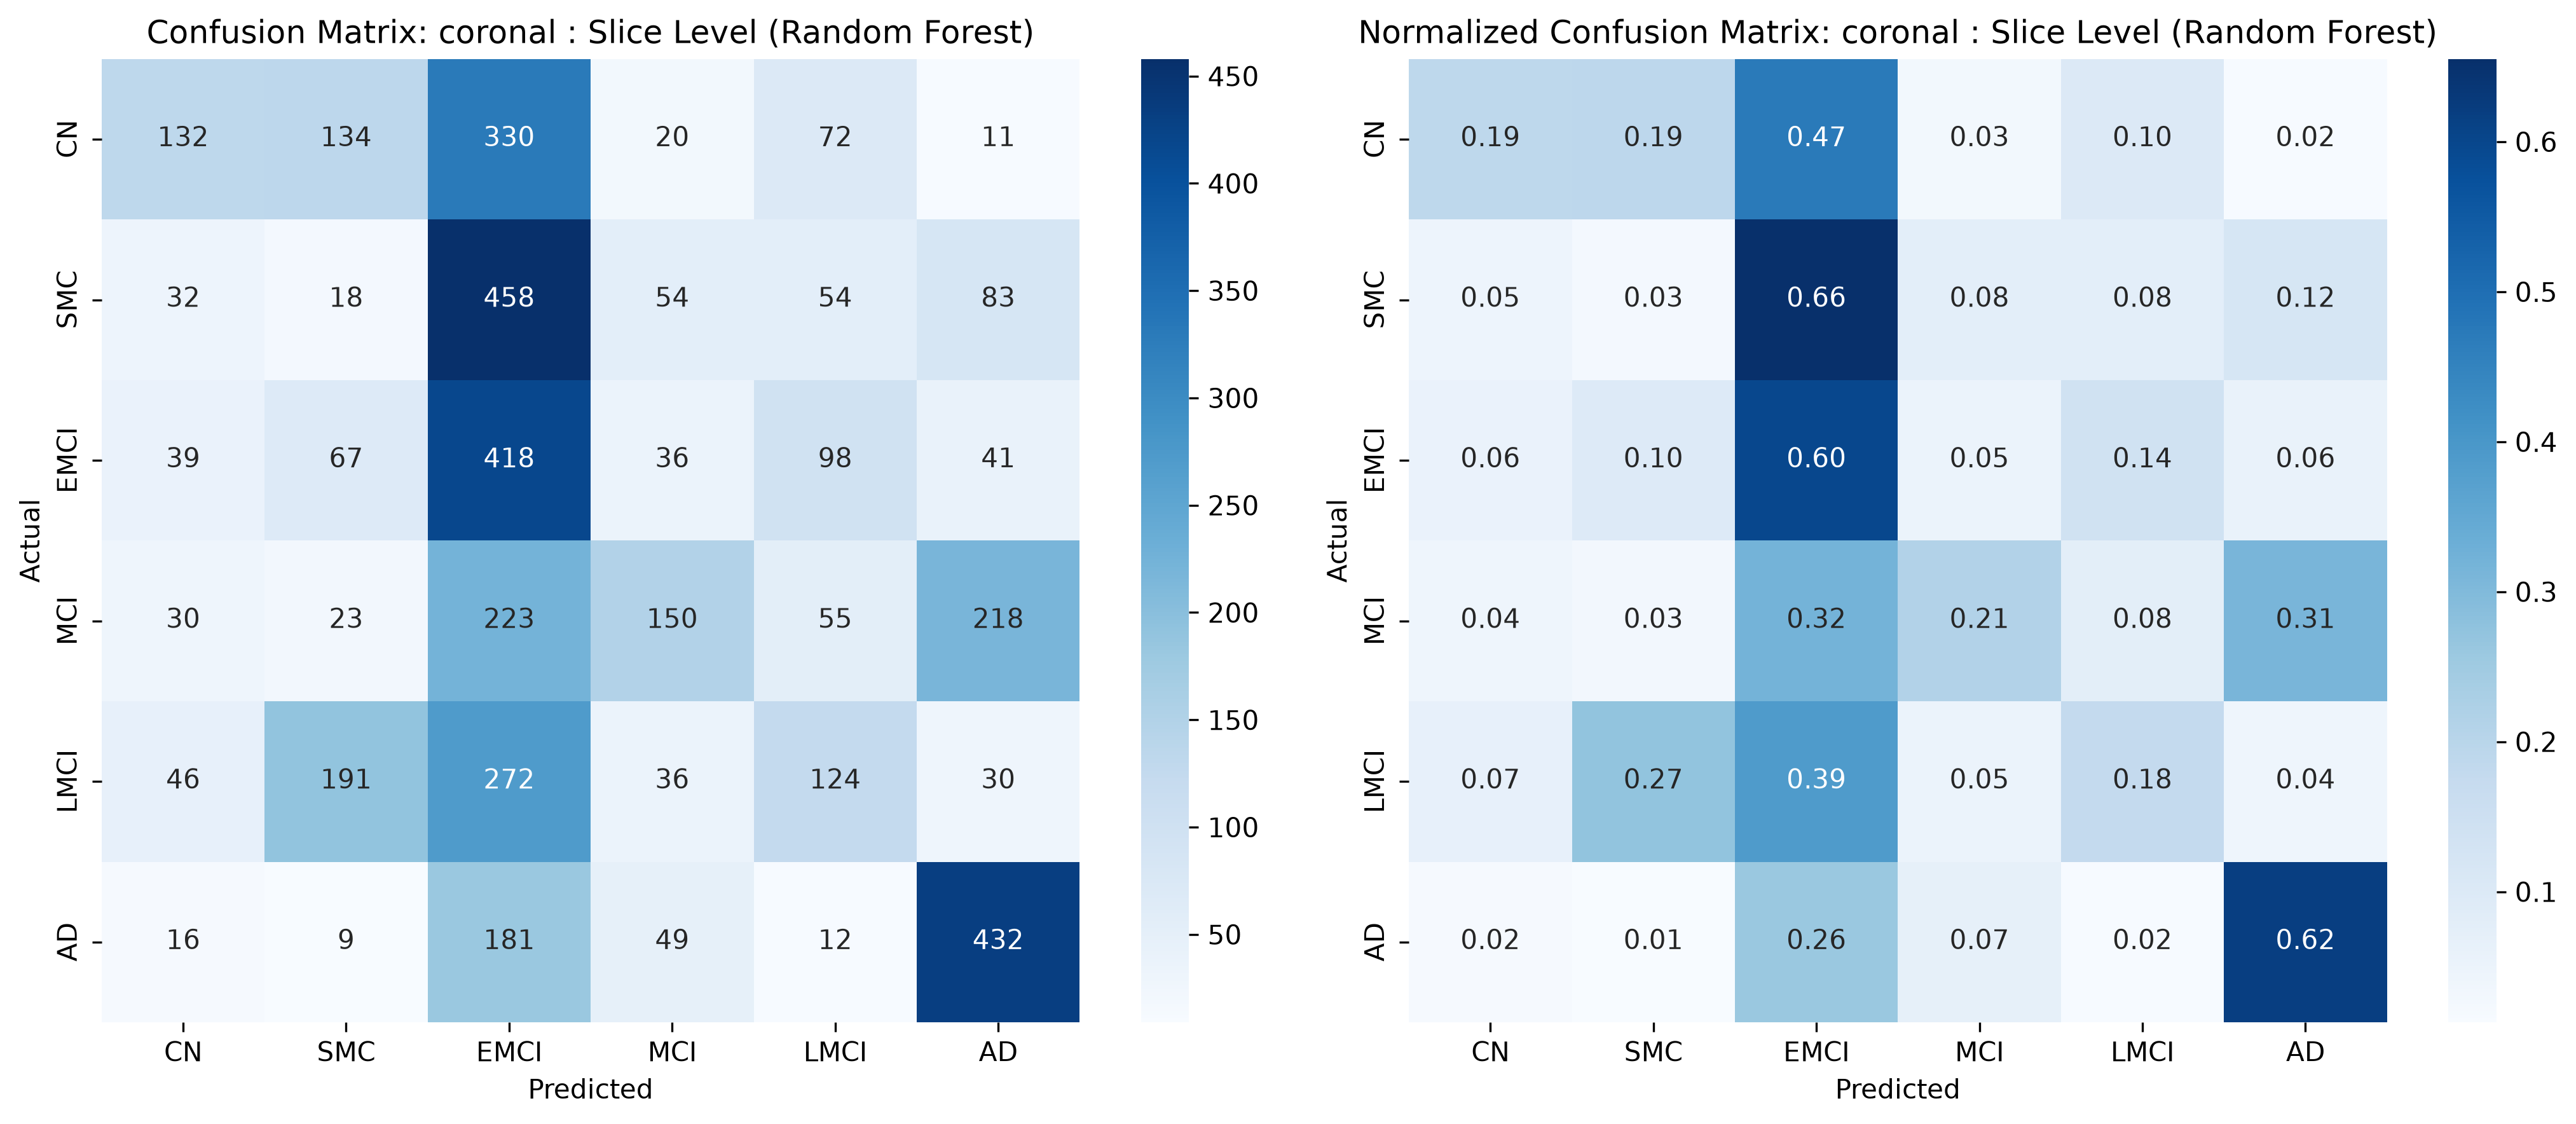 Confusion Matrix: coronal : Slice Level (Random Forest)
CN 132 134 330 20 72 11
SMC 32 18 458 54 54 83
EMCI 39 67 418 36 98 41
MCI 30 23 223 150 55 218
LMCI 46 191 272 36 124 30
AD 16 9 181 49 12 432
Actual
CN SMC EMCI MCI LMCI AD
Predicted
450
400
350
300
250
200
150
100
50
Normalized Confusion Matrix: coronal : Slice Level (Random Forest)
CN 0.19 0.19 0.47 0.03 0.10 0.02
SMC 0.05 0.03 0.66 0.08 0.08 0.12
EMCI 0.06 0.10 0.60 0.05 0.14 0.06
MCI 0.04 0.03 0.32 0.21 0.08 0.31
LMCI 0.07 0.27 0.39 0.05 0.18 0.04
AD 0.02 0.01 0.26 0.07 0.02 0.62
Actual
CN SMC EMCI MCI LMCI AD
Predicted
0.6
0.5
0.4
0.3
0.2
0.1